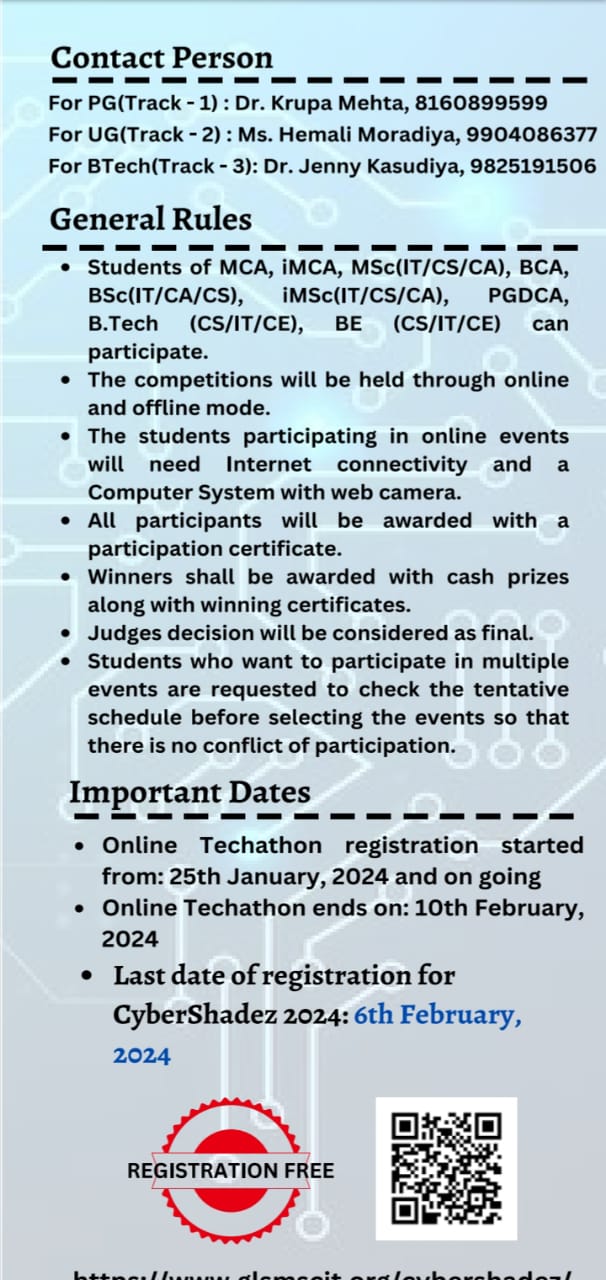 Contact Person
For PG(Track - 1) : Dr. Krupa Mehta, 8160899599
For UG(Track - 2) : Ms. Hemali Moradiya, 9904086377
For BTech(Track - 3): Dr. Jenny Kasudiya, 9825191506
General Rules
• Students of MCA, iMCA, MSc(IT/CS/CA), BCA,
BSc(IT/CA/CS), iMSc(IT/CS/CA), PGDCA,
B.Tech (CS/IT/CE), BE (CS/IT/CE) can
participate.
• The competitions will be held through online
and offline mode.
• The students participating in online events
will need Internet connectivity and a
Computer System with web camera.
• All participants will be awarded with a
participation certificate.
• Winners shall be awarded with cash prizes
along with winning certificates.
• Judges decision will be considered as final.
• Students who want to participate in multiple
events are requested to check the tentative
schedule before selecting the events so that
there is no conflict of participation.
Important Dates
• Online Techathon registration started
from: 25th January, 2024 and on going
• Online Techathon ends on: 10th February,
2024
• Last date of registration for
CyberShadez 2024: 6th February,
2024
REGISTRATION FREE